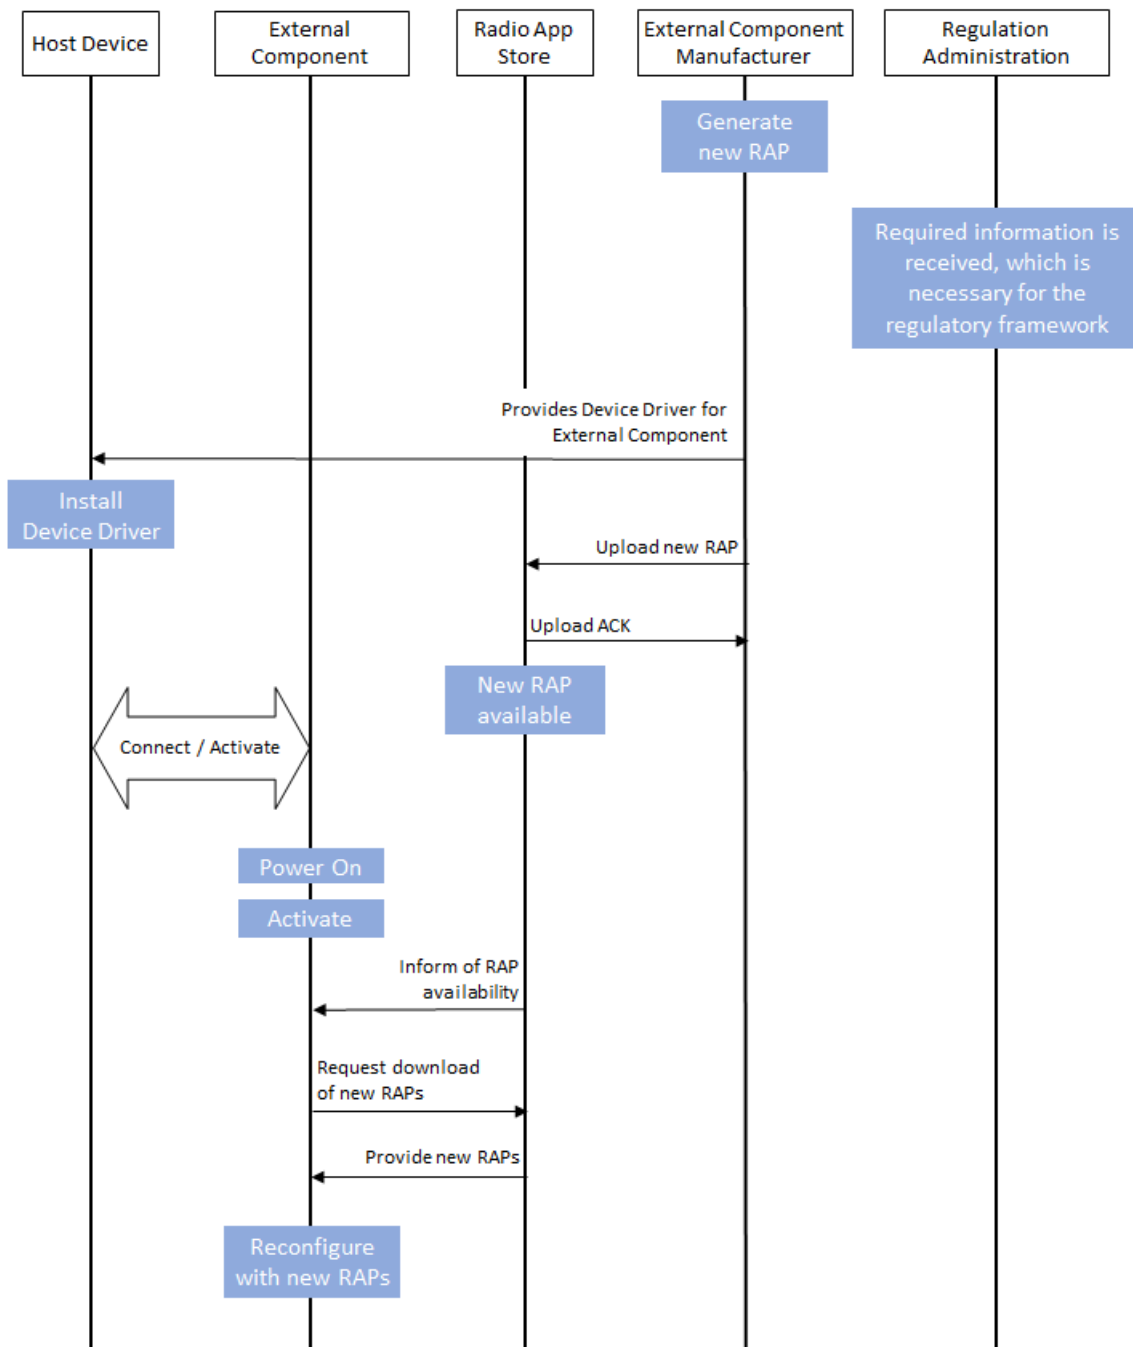 Host Device
External
Component
Radio App
Store
External Component
Manufacturer
Regulation
Administration
Generate
new RAP
Required information is
received, which is
necessary for the
regulatory framework
Provides Device Driver for
External Component
Install
Device Driver
Upload new RAP
Upload ACK
New RAP
available
Connect / Activate
Power On
Activate
Inform of RAP
availability
Request download
of new RAPs
Provide new RAPs
Reconfigure
with new RAPs